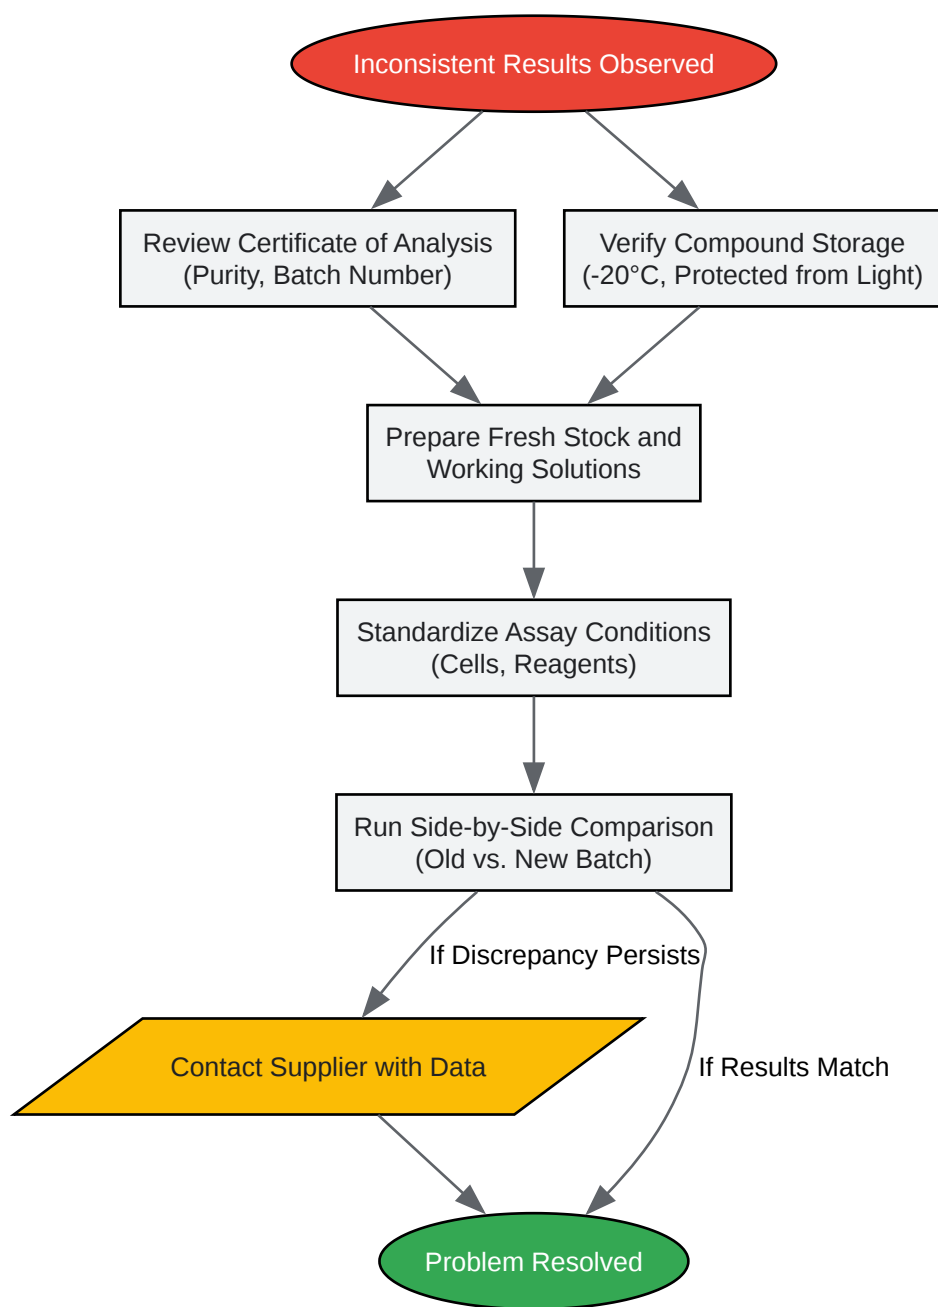 Inconsistent Results Observed
Review Certificate of Analysis
(Purity, Batch Number)
Verify Compound Storage
(-20°C, Protected from Light)
Prepare Fresh Stock and
Working Solutions
Standardize Assay Conditions
(Cells, Reagents)
Run Side-by-Side Comparison
(Old vs. New Batch)
If Discrepancy Persists
Contact Supplier with Data
If Results Match
Problem Resolved